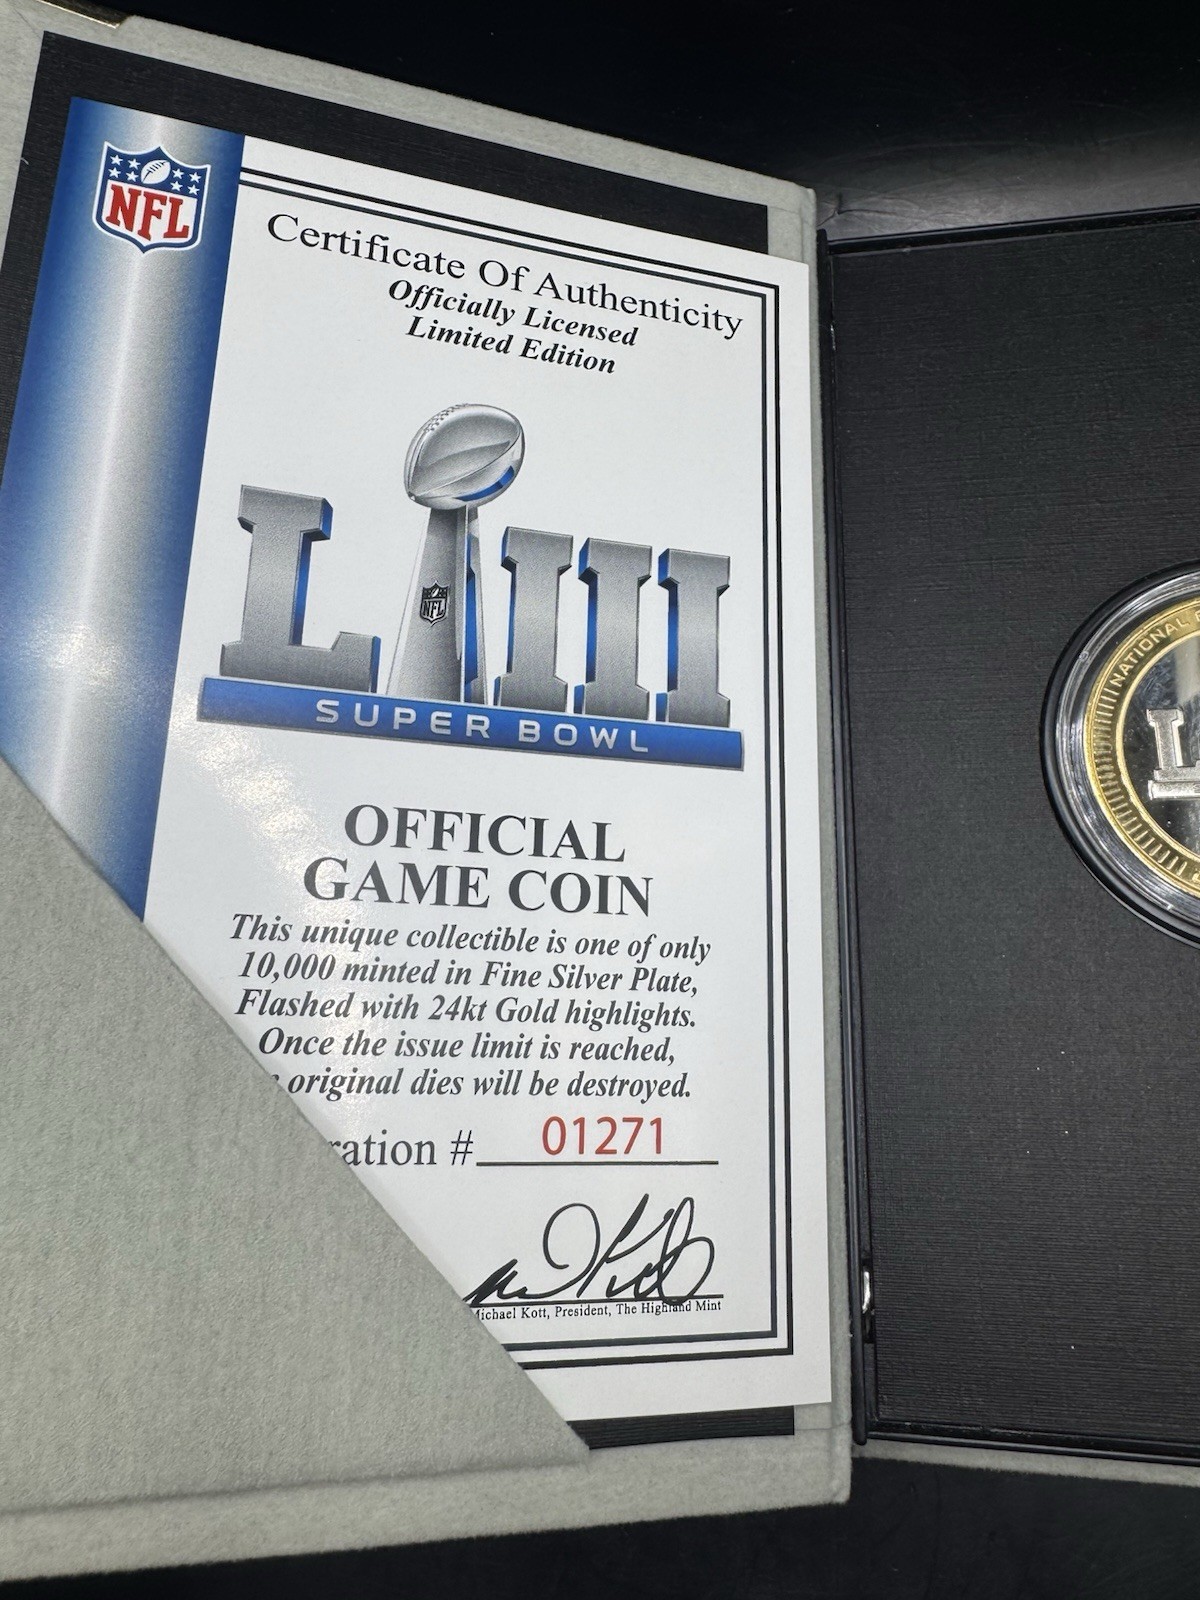 NFL
Certificate Of Authenticity
Officially Licensed
Limited Edition
NFL
LIII
SUPER BOWL
OFFICIAL
GAME COIN
This unique collectible is one of only
10,000 minted in Fine Silver Plate,
Flashed with 24kt Gold highlights.
Once the issue limit is reached,
original dies will be destroyed.
ration # 01271
Michael Kott, President, The Highland Mint
NATIONAL
L